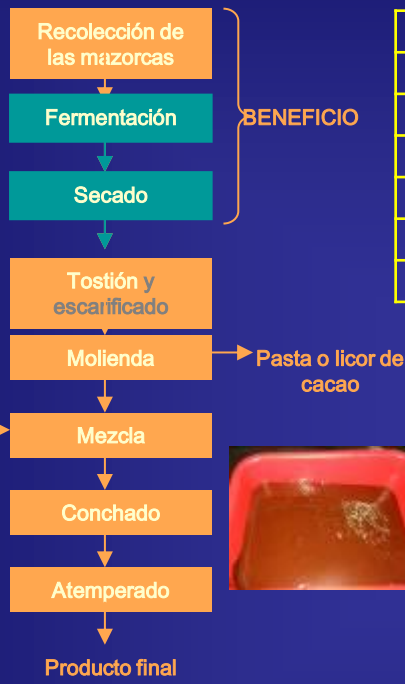 Recolección de
las mazorcas
Fermentación
BENEFICIO
Secado
Tostión y
escarificado
Molienda
Pasta o licor de
cacao
Mezcla
Conchado
Atemperado
Producto final